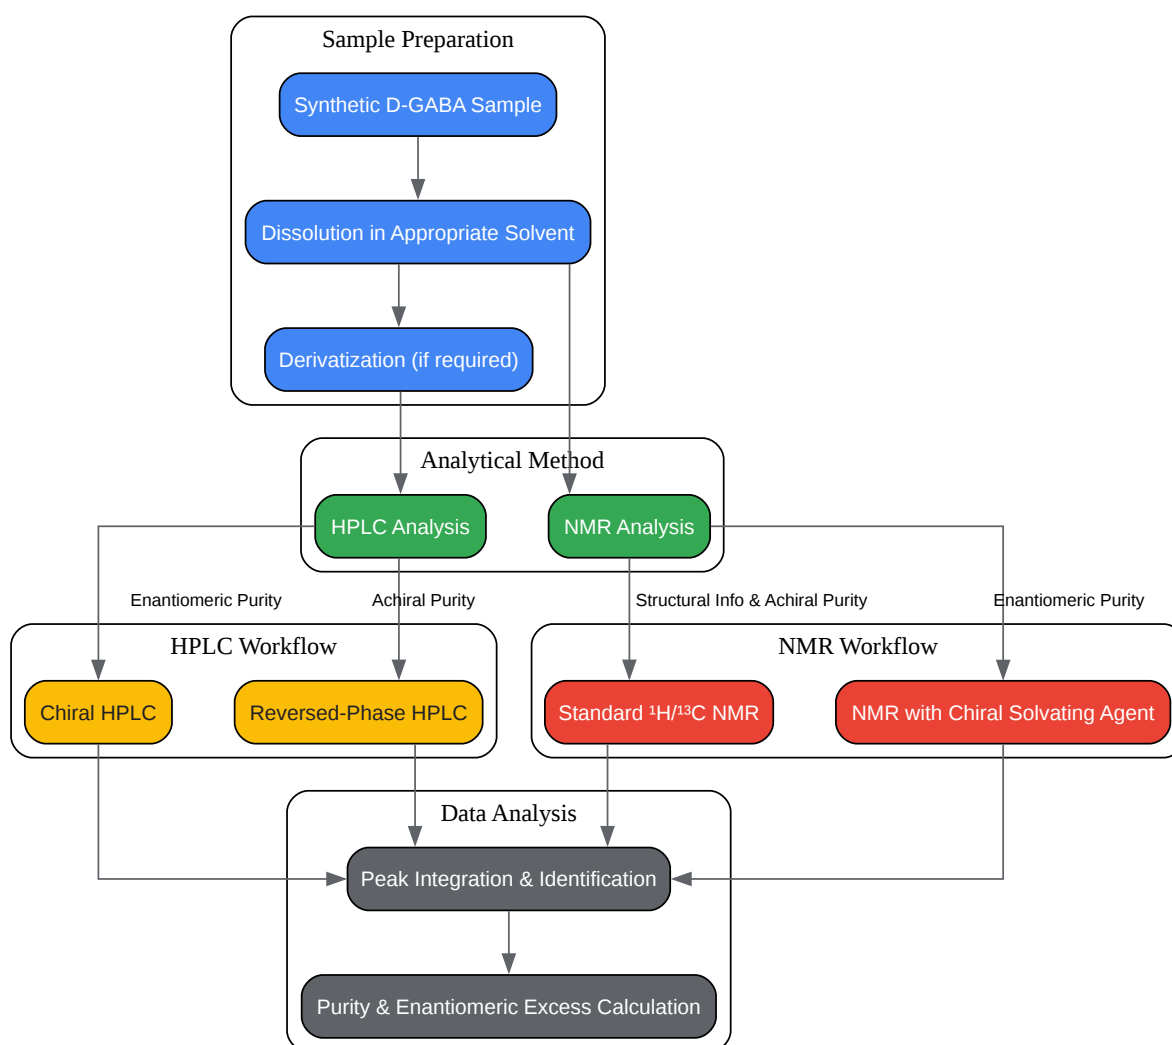 Sample Preparation
Synthetic D-GABA Sample
Dissolution in Appropriate Solvent
Derivatization (if required)
Analytical Method
HPLC Analysis
NMR Analysis
Enantiomeric Purity
Achiral Purity
Structural Info & Achiral Purity
Enantiomeric Purity
HPLC Workflow
NMR Workflow
Chiral HPLC
Reversed-Phase HPLC
Standard ¹H/¹³C NMR
NMR with Chiral Solvating Agent
Data Analysis
Peak Integration & Identification
Purity & Enantiomeric Excess Calculation